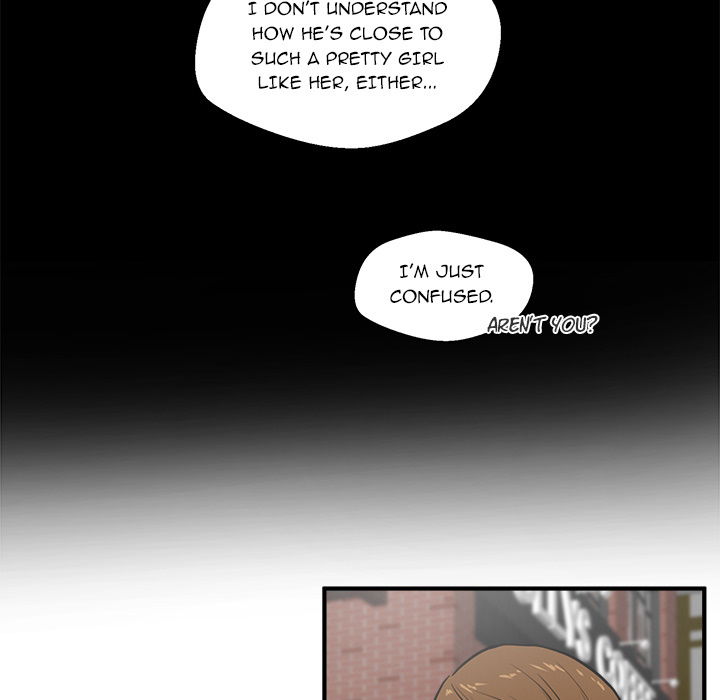 I DON'T UNDERSTAND
HOW HE'S CLOSE TO
SUCH A PRETTY GIRL
LIKE HER, EITHER...
I'M JUST
CONFUSED.
AREN'T YOU?